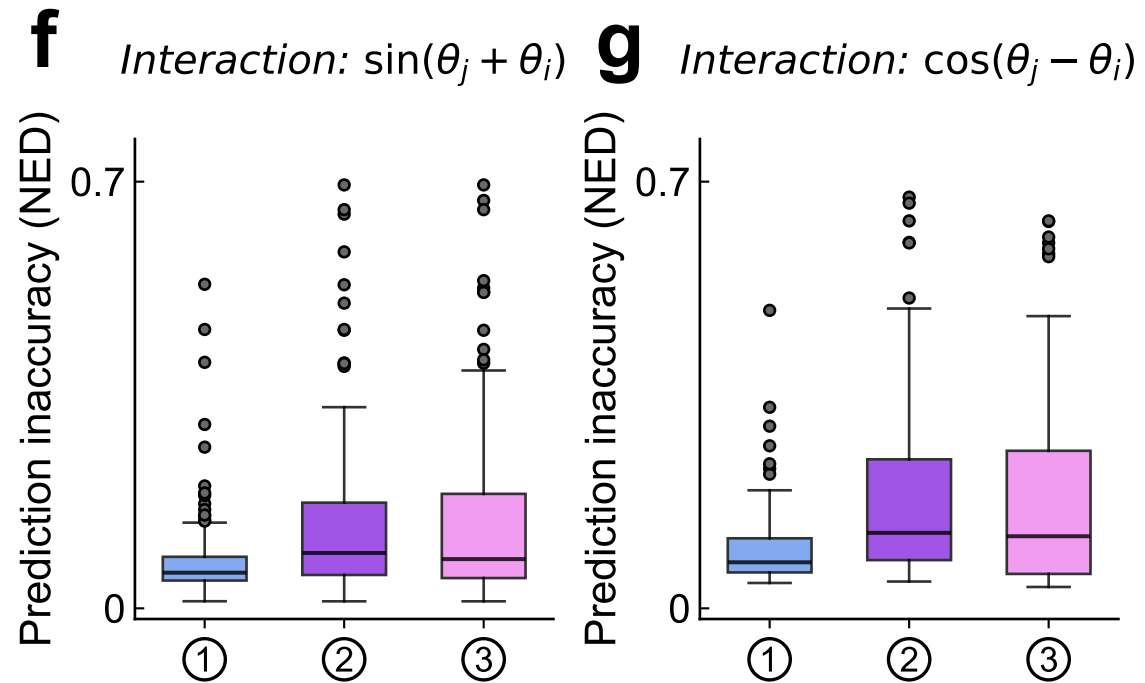 f
Interaction: sin(θj + θi)
Prediction inaccuracy (NED)
0.7
0
① ② ③
g
Interaction: cos(θj − θi)
Prediction inaccuracy (NED)
0.7
0
① ② ③